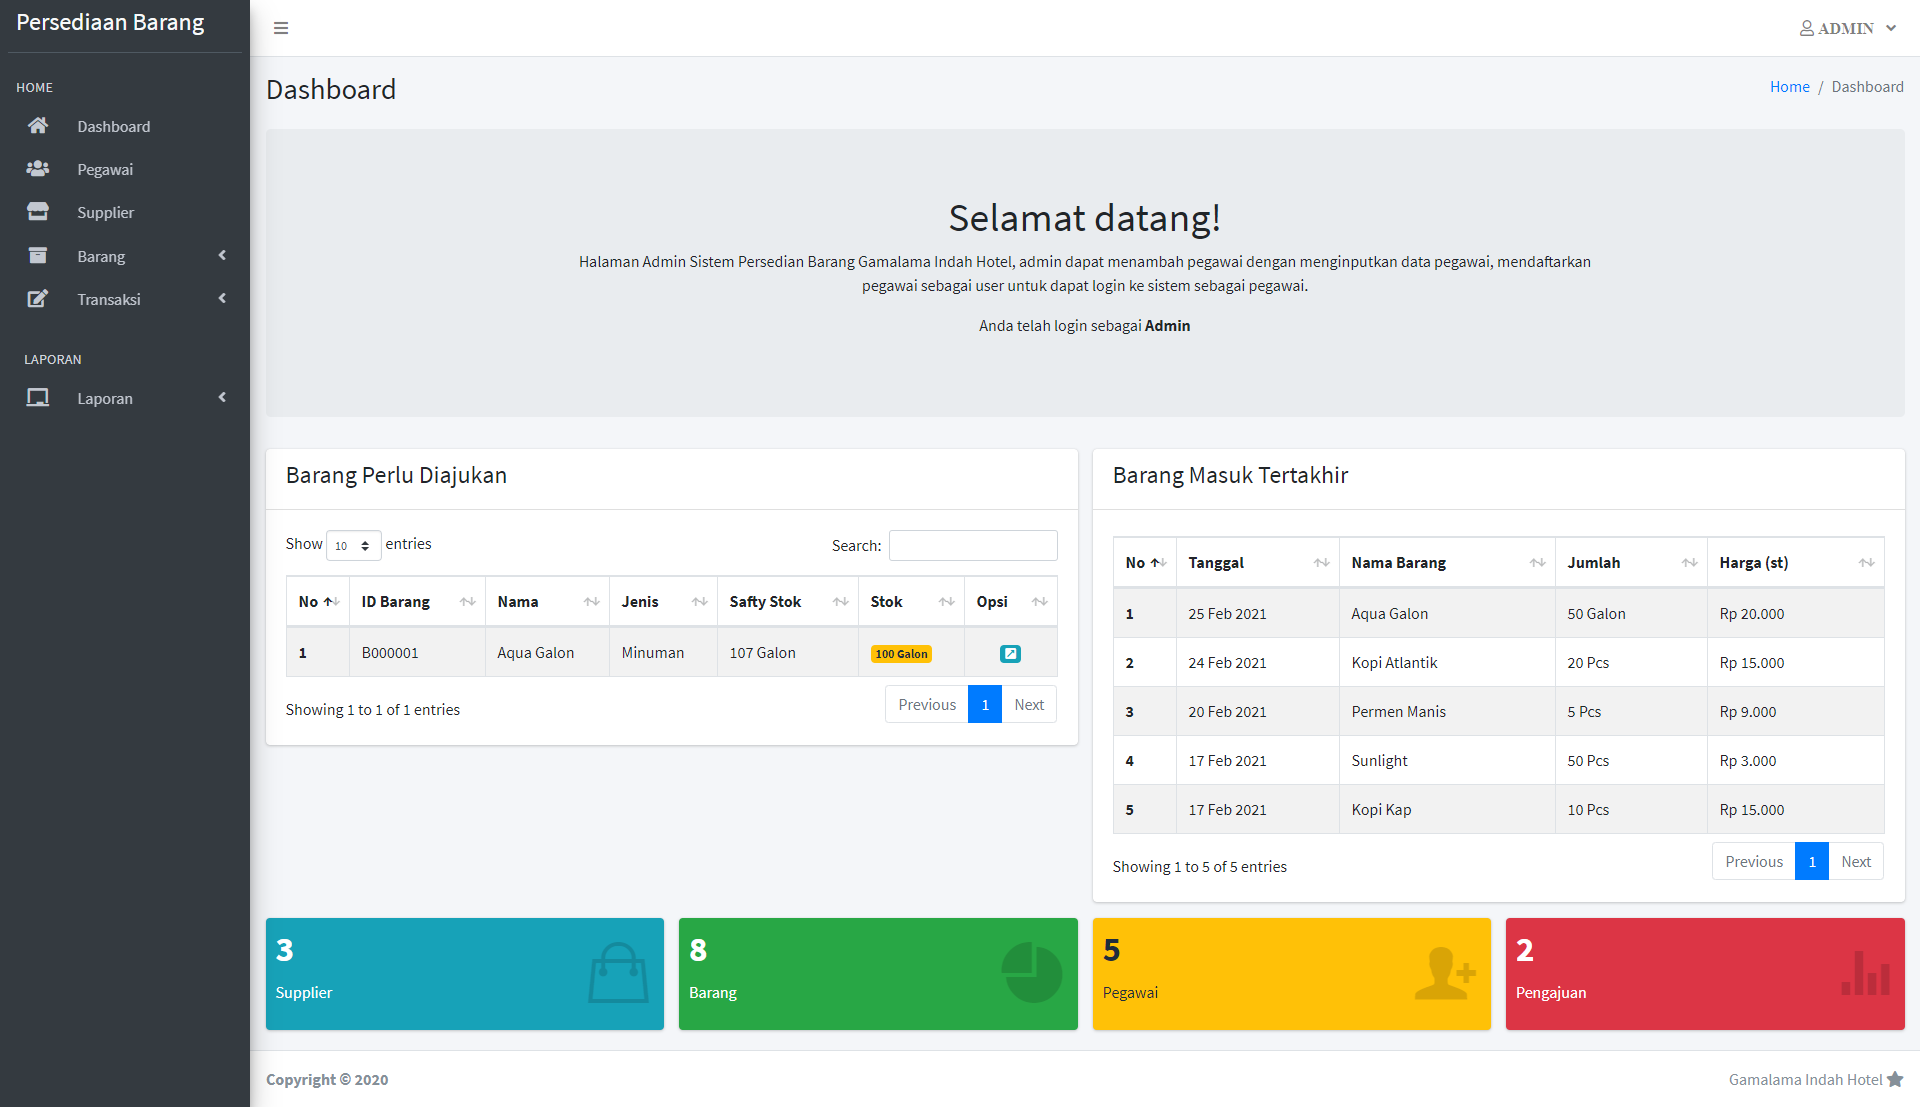 Persediaan Barang
HOME
Dashboard
Pegawai
Supplier
Barang
Transaksi
LAPORAN
Laporan
ADMIN
Dashboard
Home / Dashboard
Selamat datang!
Halaman Admin Sistem Persedian Barang Gamalama Indah Hotel, admin dapat menambah pegawai dengan menginputkan data pegawai, mendaftarkan
pegawai sebagai user untuk dapat login ke sistem sebagai pegawai.
Anda telah login sebagai Admin
Barang Perlu Diajukan
Show 10 entries Search:
No ID Barang Nama Jenis Safty Stok Stok Opsi
1 B000001 Aqua Galon Minuman 107 Galon 100 Galon
Showing 1 to 1 of 1 entries Previous 1 Next
Barang Masuk Tertakhir
No Tanggal Nama Barang Jumlah Harga (st)
1 25 Feb 2021 Aqua Galon 50 Galon Rp 20.000
2 24 Feb 2021 Kopi Atlantik 20 Pcs Rp 15.000
3 20 Feb 2021 Permen Manis 5 Pcs Rp 9.000
4 17 Feb 2021 Sunlight 50 Pcs Rp 3.000
5 17 Feb 2021 Kopi Kap 10 Pcs Rp 15.000
Showing 1 to 5 of 5 entries Previous 1 Next
3
Supplier
8
Barang
5
Pegawai
2
Pengajuan
Copyright © 2020
Gamalama Indah Hotel